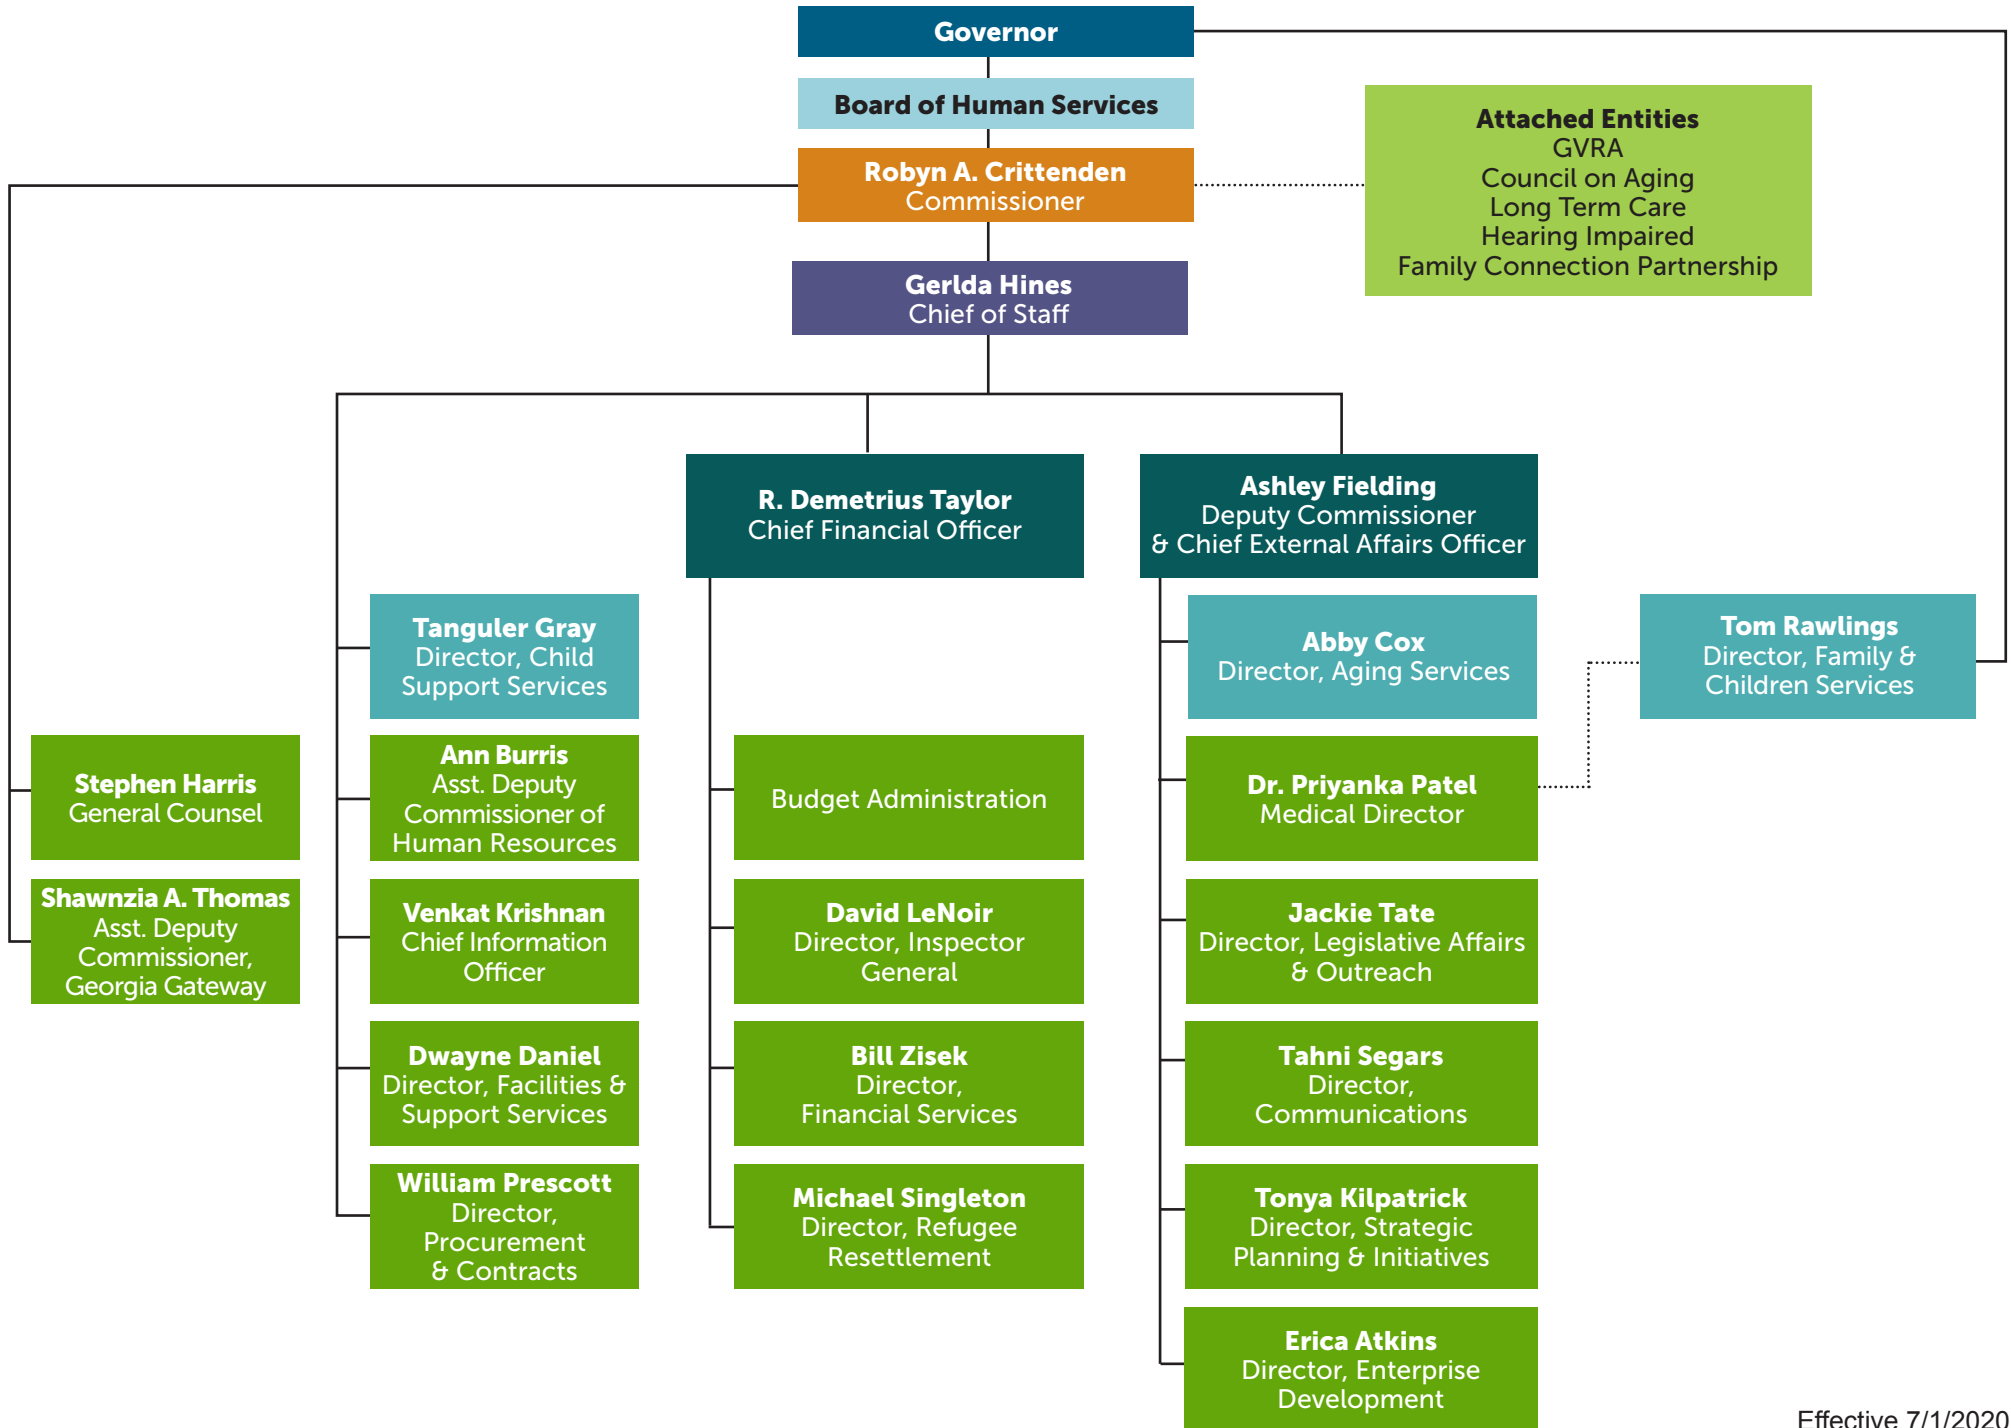 Governor
Board of Human Services
Robyn A. Crittenden
Commissioner
Attached Entities
GVRA
Council on Aging
Long Term Care
Hearing Impaired
Family Connection Partnership
Gerlda Hines
Chief of Staff
R. Demetrius Taylor
Chief Financial Officer
Ashley Fielding
Deputy Commissioner
& Chief External Affairs Officer
Tanguler Gray
Director, Child
Support Services
Abby Cox
Director, Aging Services
Tom Rawlings
Director, Family &
Children Services
Stephen Harris
General Counsel
Ann Burris
Asst. Deputy
Commissioner of
Human Resources
Budget Administration
Dr. Priyanka Patel
Medical Director
Shawnzia A. Thomas
Asst. Deputy
Commissioner,
Georgia Gateway
Venkat Krishnan
Chief Information
Officer
David LeNoir
Director, Inspector
General
Jackie Tate
Director, Legislative Affairs
& Outreach
Dwayne Daniel
Director, Facilities &
Support Services
Bill Zisek
Director,
Financial Services
Tahni Segars
Director,
Communications
William Prescott
Director,
Procurement
& Contracts
Michael Singleton
Director, Refugee
Resettlement
Tonya Kilpatrick
Director, Strategic
Planning & Initiatives
Erica Atkins
Director, Enterprise
Development
Effective 7/1/2020